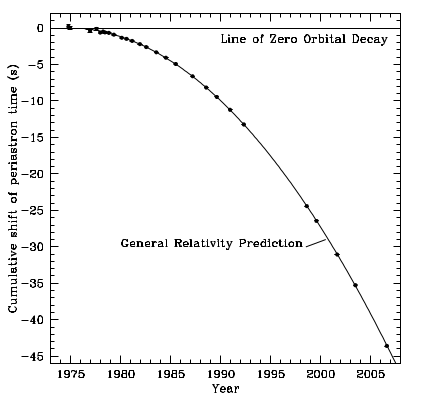 0
−5
−10
−15
−20
−25
−30
−35
−40
−45
Cumulative shift of periastron time (s)
Line of Zero Orbital Decay
General Relativity Prediction
1975 1980 1985 1990 1995 2000 2005
Year